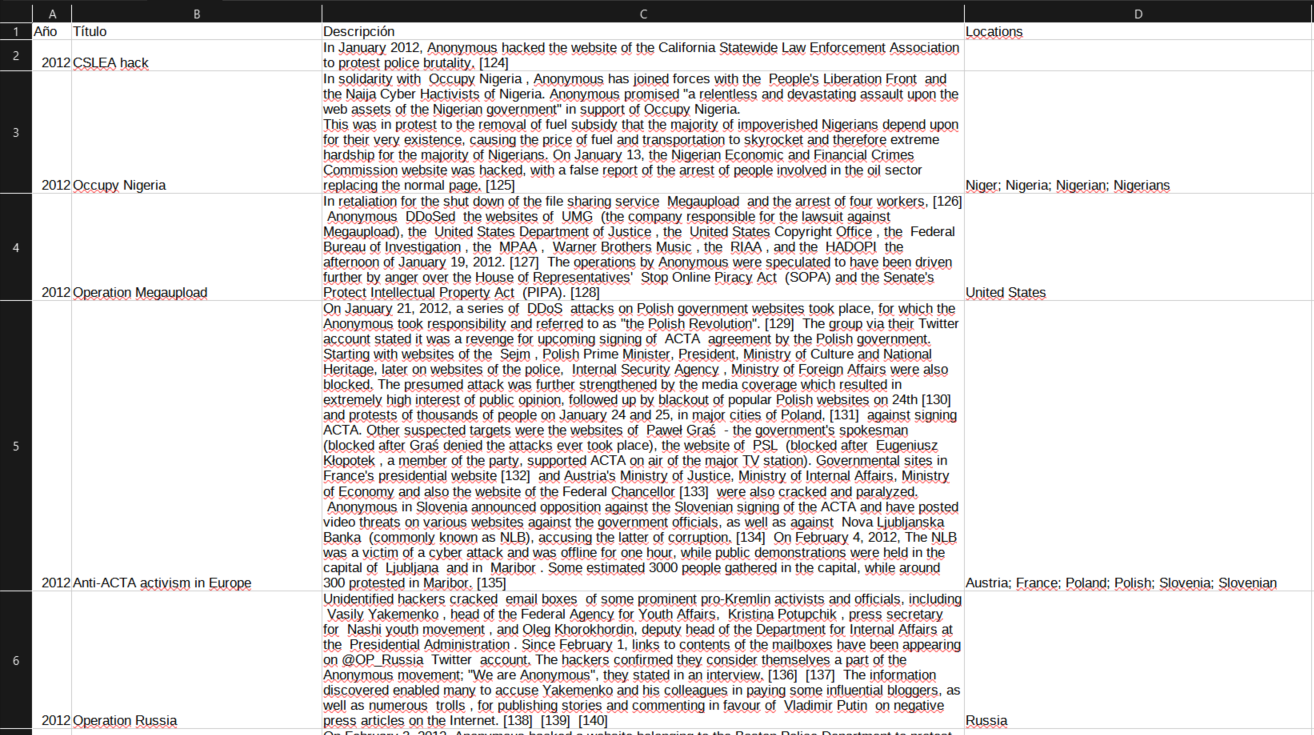 A B C D
1 Año Título Descripción Locations
In January 2012, Anonymous hacked the website of the California Statewide Law Enforcement Association
2 2012 CSLEA hack to protest police brutality. [124]
In solidarity with Occupy Nigeria , Anonymous has joined forces with the People's Liberation Front and
the Naija Cyber Hactivists of Nigeria. Anonymous promised "a relentless and devastating assault upon the
web assets of the Nigerian government" in support of Occupy Nigeria.
This was in protest to the removal of fuel subsidy that the majority of impoverished Nigerians depend upon
3 for their very existence, causing the price of fuel and transportation to skyrocket and therefore extreme
hardship for the majority of Nigerians. On January 13, the Nigerian Economic and Financial Crimes
Commission website was hacked, with a false report of the arrest of people involved in the oil sector
2012 Occupy Nigeria replacing the normal page. [125] Niger; Nigeria; Nigerian; Nigerians
In retaliation for the shut down of the file sharing service Megaupload and the arrest of four workers, [126]
Anonymous DDoSed the websites of UMG (the company responsible for the lawsuit against
Megaupload), the United States Department of Justice , the United States Copyright Office , the Federal
4 Bureau of Investigation , the MPAA , Warner Brothers Music , the RIAA , and the HADOPI the
afternoon of January 19, 2012. [127] The operations by Anonymous were speculated to have been driven
further by anger over the House of Representatives' Stop Online Piracy Act (SOPA) and the Senate's
2012 Operation Megaupload Protect Intellectual Property Act (PIPA). [128] United States
On January 21, 2012, a series of DDoS attacks on Polish government websites took place, for which the
Anonymous took responsibility and referred to as "the Polish Revolution". [129] The group via their Twitter
account stated it was a revenge for upcoming signing of ACTA agreement by the Polish government.
Starting with websites of the Sejm , Polish Prime Minister, President, Ministry of Culture and National
Heritage, later on websites of the police, Internal Security Agency , Ministry of Foreign Affairs were also
blocked. The presumed attack was further strengthened by the media coverage which resulted in
extremely high interest of public opinion, followed up by blackout of popular Polish websites on 24th [130]
and protests of thousands of people on January 24 and 25, in major cities of Poland, [131] against signing
ACTA. Other suspected targets were the websites of Paweł Graś - the government's spokesman
5 (blocked after Graś denied the attacks ever took place), the website of PSL (blocked after Eugeniusz
Kłopotek , a member of the party, supported ACTA on air of the major TV station). Governmental sites in
France's presidential website [132] and Austria's Ministry of Justice, Ministry of Internal Affairs, Ministry
of Economy and also the website of the Federal Chancellor [133] were also cracked and paralyzed.
Anonymous in Slovenia announced opposition against the Slovenian signing of the ACTA and have posted
video threats on various websites against the government officials, as well as against Nova Ljubljanska
Banka (commonly known as NLB), accusing the latter of corruption. [134] On February 4, 2012, The NLB
was a victim of a cyber attack and was offline for one hour, while public demonstrations were held in the
capital of Ljubljana and in Maribor . Some estimated 3000 people gathered in the capital, while around
2012 Anti-ACTA activism in Europe 300 protested in Maribor. [135] Austria; France; Poland; Polish; Slovenia; Slovenian
Unidentified hackers cracked email boxes of some prominent pro-Kremlin activists and officials, including
Vasily Yakemenko , head of the Federal Agency for Youth Affairs, Kristina Potupchik , press secretary
for Nashi youth movement , and Oleg Khorokhordin, deputy head of the Department for Internal Affairs at
the Presidential Administration . Since February 1, links to contents of the mailboxes have been appearing
6 on @OP_Russia Twitter account. The hackers confirmed they consider themselves a part of the
Anonymous movement; "We are Anonymous", they stated in an interview. [136] [137] The information
discovered enabled many to accuse Yakemenko and his colleagues in paying some influential bloggers, as
well as numerous trolls , for publishing stories and commenting in favour of Vladimir Putin on negative
2012 Operation Russia press articles on the Internet. [138] [139] [140] Russia
On February 3, 2012, Anonymous hacked a website belonging to the Boston Police Department to protest